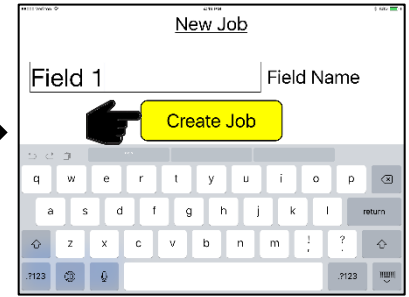 New Job
Field 1 Field Name
Create Job
q w e r t y u i o p
a s d f g h j k l return
z x c v b n m ! , ? .
.?123 .?123